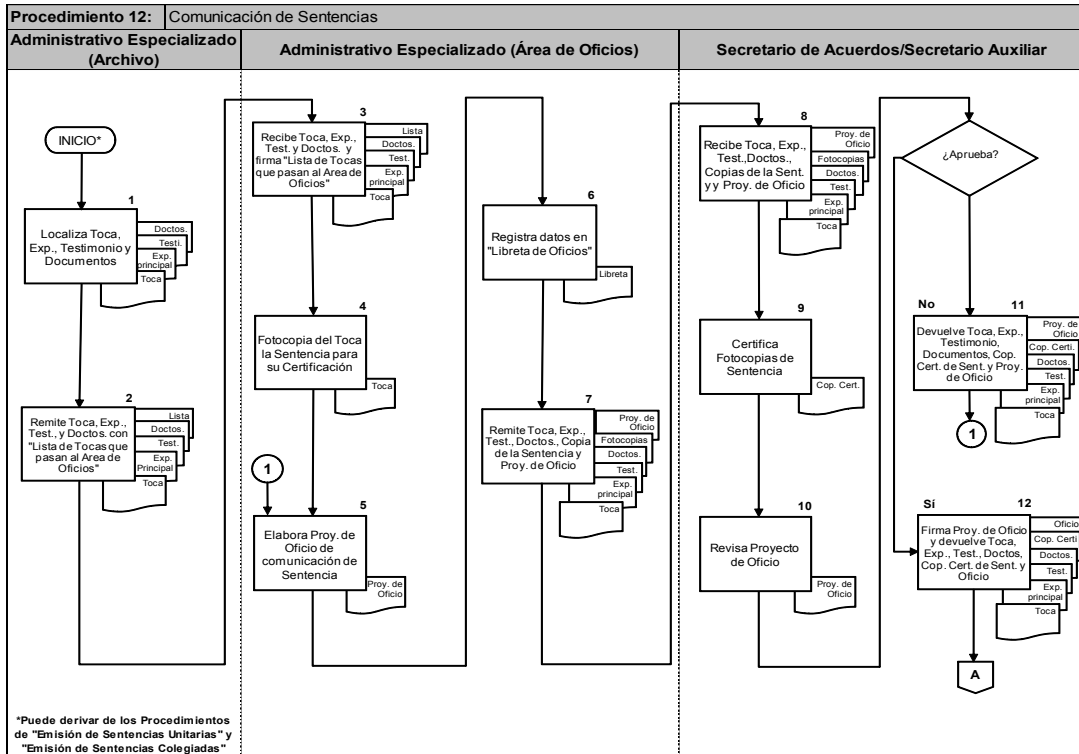 Procedimiento 12: Comunicación de Sentencias
Administrativo Especializado
(Archivo)
Administrativo Especializado (Área de Oficios)
Secretario de Acuerdos/Secretario Auxiliar
INICIO*
1
Localiza Toca,
Exp., Testimonio y
Documentos
Doctos.
Testi.
Exp.
principal
Toca
2
Remite Toca, Exp.,
Test., y Doctos. con
"Lista de Tocas que
pasan al Area de
Oficios"
Lista
Doctos.
Test.
Exp.
Principal
Toca
*Puede derivar de los Procedimientos
de "Emisión de Sentencias Unitarias" y
"Emisión de Sentencias Colegiadas"
3
Recibe Toca, Exp.,
Test. y Doctos. y
firma "Lista de Tocas
que pasan al Area de
Oficios"
Lista
Doctos.
Test.
Exp.
principal
Toca
4
Fotocopia del Toca
la Sentencia para
su Certificación
Toca
1
5
Elabora Proy. de
Oficio de
comunicación de
Sentencia
Proy. de
Oficio
6
Registra datos en
"Libreta de Oficios"
Libreta
7
Remite Toca, Exp.,
Test., Doctos., Copia
de la Sentencia y
Proy. de Oficio
Proy. de
Oficio
Fotocopias
Doctos.
Test.
Exp.
principal
Toca
8
Recibe Toca, Exp.,
Test.,Doctos.,
Copias de la Sent.
y y Proy. de Oficio
Proy. de
Oficio
Fotocopias
Doctos.
Test.
Exp.
principal
Toca
9
Certifica
Fotocopias de
Sentencia
Cop. Cert.
10
Revisa Proyecto
de Oficio
Proy. de
Oficio
¿Aprueba?
No
11
Devuelve Toca, Exp.,
Testimonio,
Documentos, Cop.
Cert. de Sent. y Proy.
de Oficio
Proy. de
Oficio
Cop. Certi.
Doctos.
Test.
Exp.
principal
Toca
1
Sí
12
Firma Proy. de Oficio
y devuelve Toca,
Exp., Test., Doctos,
Cop. Cert. de Sent. y
Oficio
Oficio
Cop. Certi
Doctos.
Test.
Exp.
principal
Toca
A